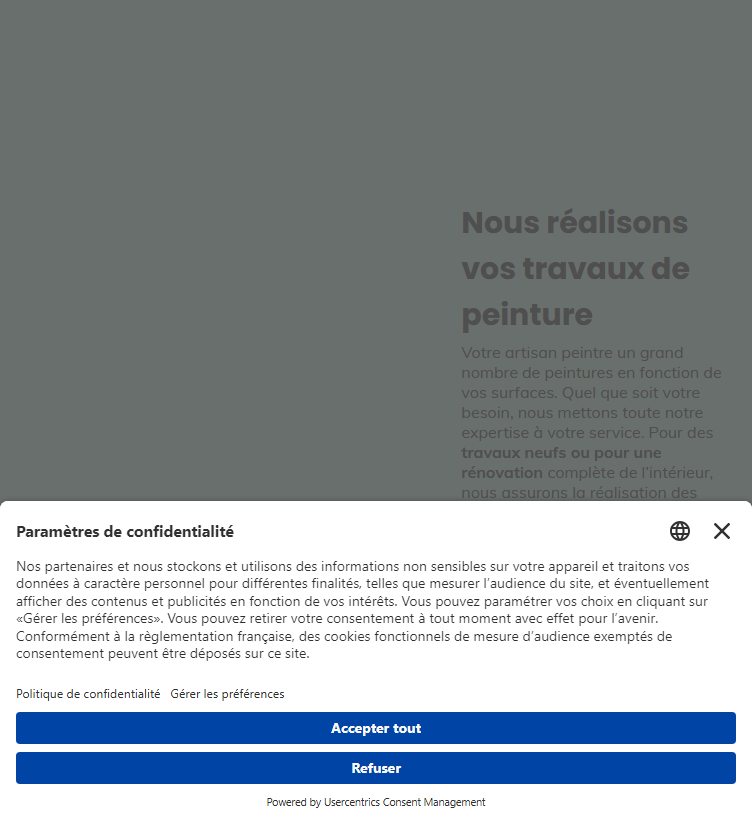 Nous réalisons
vos travaux de
peinture
Votre artisan peintre un grand
nombre de peintures en fonction de
vos surfaces. Quel que soit votre
besoin, nous mettons toute notre
expertise à votre service. Pour des
travaux neufs ou pour une
rénovation complète de l'intérieur,
nous assurons la réalisation des
Paramètres de confidentialité
Nos partenaires et nous stockons et utilisons des informations non sensibles sur votre appareil et traitons vos
données à caractère personnel pour différentes finalités, telles que mesurer l'audience du site, et éventuellement
afficher des contenus et publicités en fonction de vos intérêts. Vous pouvez paramétrer vos choix en cliquant sur
«Gérer les préférences». Vous pouvez retirer votre consentement à tout moment avec effet pour l'avenir.
Conformément à la règlementation française, des cookies fonctionnels de mesure d'audience exemptés de
consentement peuvent être déposés sur ce site.
Politique de confidentialité Gérer les préférences
Accepter tout
Refuser
Powered by Usercentrics Consent Management